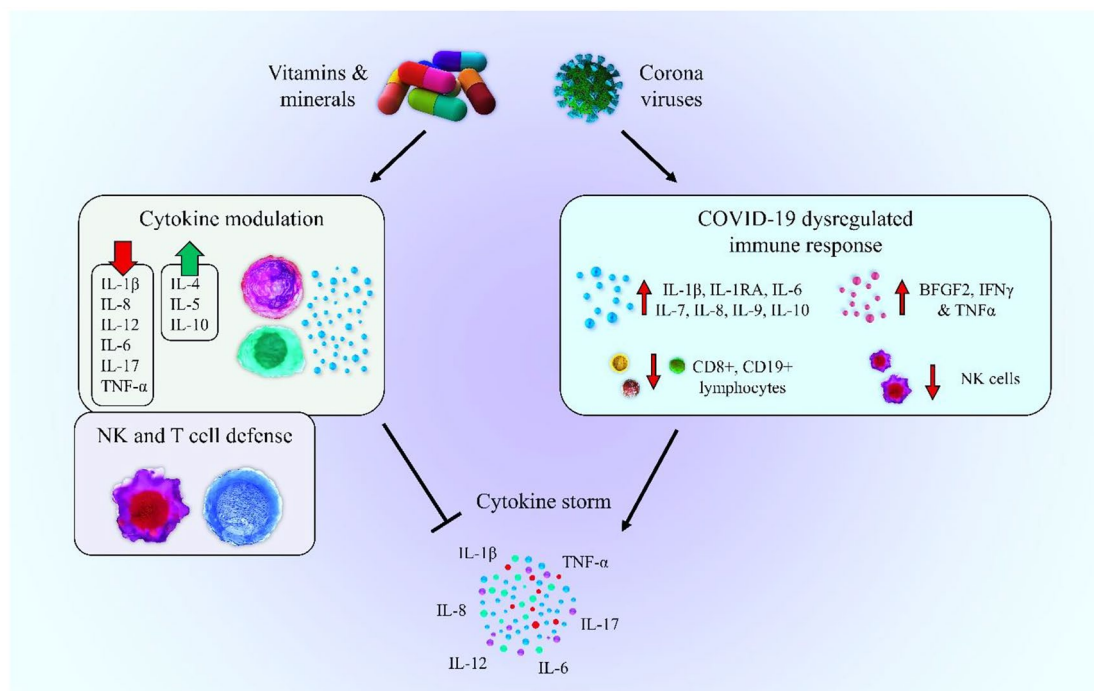 Vitamins &
minerals
Corona
viruses
Cytokine modulation
IL-1β
IL-8
IL-12
IL-6
IL-17
TNF-α
IL-4
IL-5
IL-10
NK and T cell defense
COVID-19 dysregulated
immune response
IL-1β, IL-1RA, IL-6
IL-7, IL-8, IL-9, IL-10
BFGF2, IFNγ
& TNFα
CD8+, CD19+
lymphocytes
NK cells
Cytokine storm
IL-1β
TNF-α
IL-8
IL-17
IL-12
IL-6